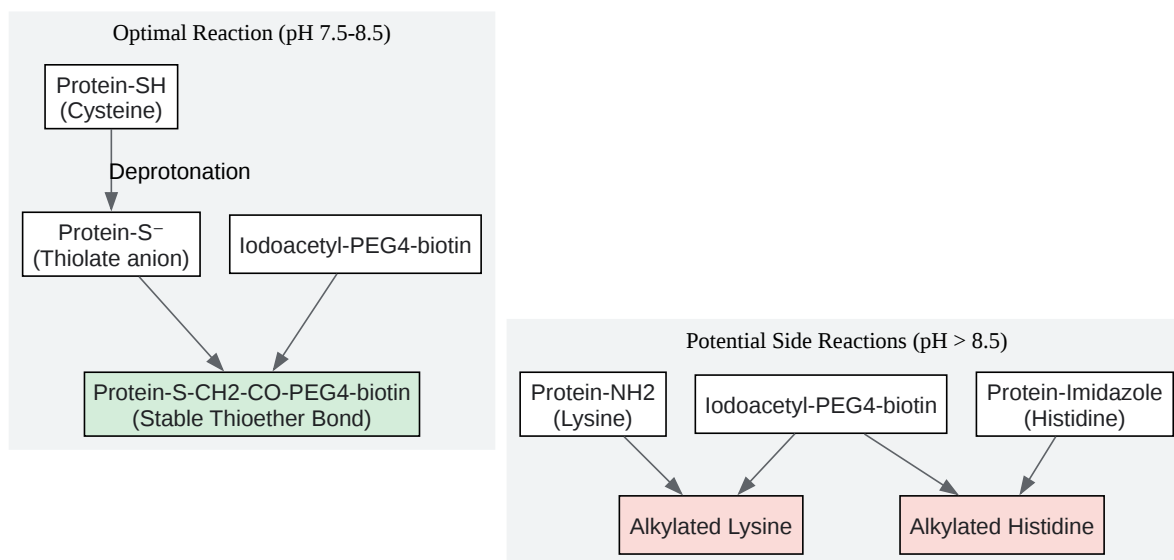 Optimal Reaction (pH 7.5-8.5)
Protein-SH
(Cysteine)
Deprotonation
Protein-S⁻
(Thiolate anion)
Iodoacetyl-PEG4-biotin
Protein-S-CH2-CO-PEG4-biotin
(Stable Thioether Bond)
Potential Side Reactions (pH > 8.5)
Protein-NH2
(Lysine)
Iodoacetyl-PEG4-biotin
Protein-Imidazole
(Histidine)
Alkylated Lysine
Alkylated Histidine